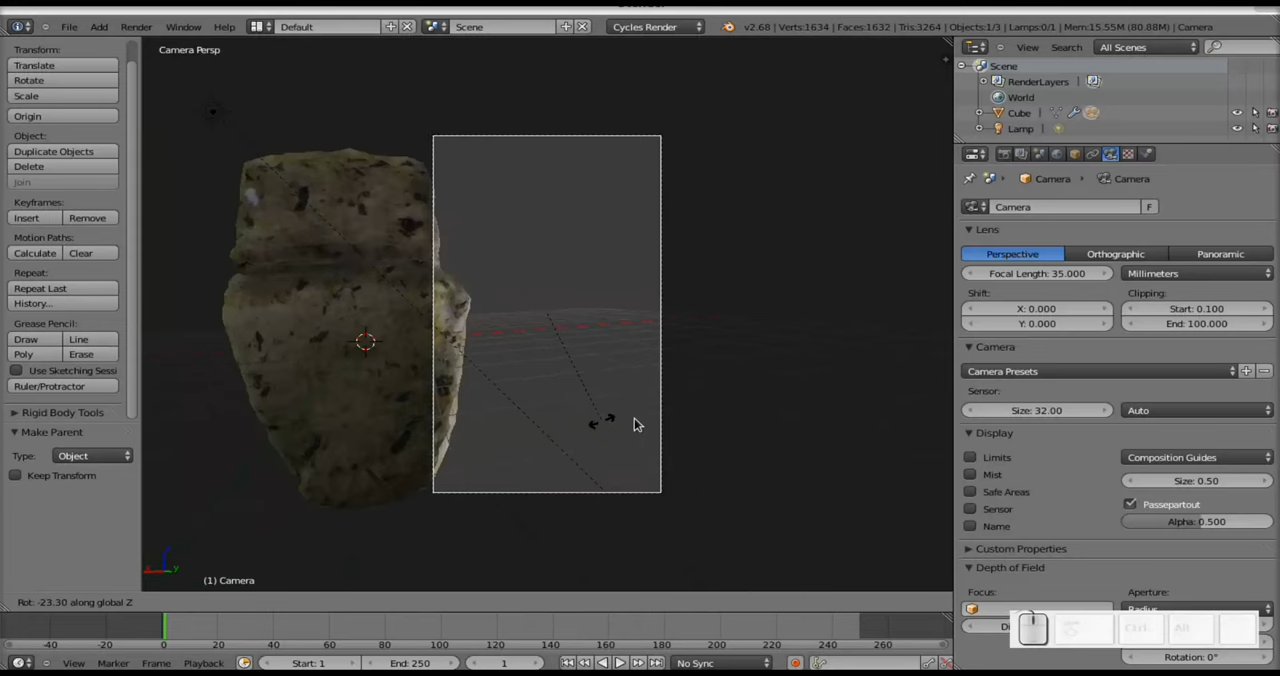 File Add Render Window Help Default Scene Cycles Render v2.68 | Verts:1634 | Faces:1632 | Tris:3264 | Objects:1/3 | Lamps:0/1 | Mem:15.55M (80.88M) | Camera
Transform:
Translate
Rotate
Scale
Origin
Object:
Duplicate Objects
Delete
Join
Keyframes:
Insert Remove
Motion Paths:
Calculate Clear
Repeat:
Repeat Last
History...
Grease Pencil:
Draw Line
Poly Erase
Use Sketching Sessi
Ruler/Protractor
Rigid Body Tools
Make Parent
Type: Object
Keep Transform
Camera Persp
(1) Camera
Rot: -23.30 along global Z
View Search All Scenes
Scene
RenderLayers
World
Cube
Lamp
Camera Camera
Camera F
Lens
Perspective Orthographic Panoramic
Focal Length: 35.000 Millimeters
Shift: Clipping:
X: 0.000 Start: 0.100
Y: 0.000 End: 100.000
Camera
Camera Presets
Sensor:
Size: 32.00 Auto
Display
Limits Composition Guides
Mist Size: 0.50
Safe Areas Passepartout
Sensor Alpha: 0.500
Name
Custom Properties
Depth of Field
Focus: Aperture:
Radius
Ctrl Alt
Rotation: 0°
-40 -20 0 20 40 60 80 100 120 140 160 180 200 220 240 260 280
View Marker Frame Playback Start: 1 End: 250 1 No Sync